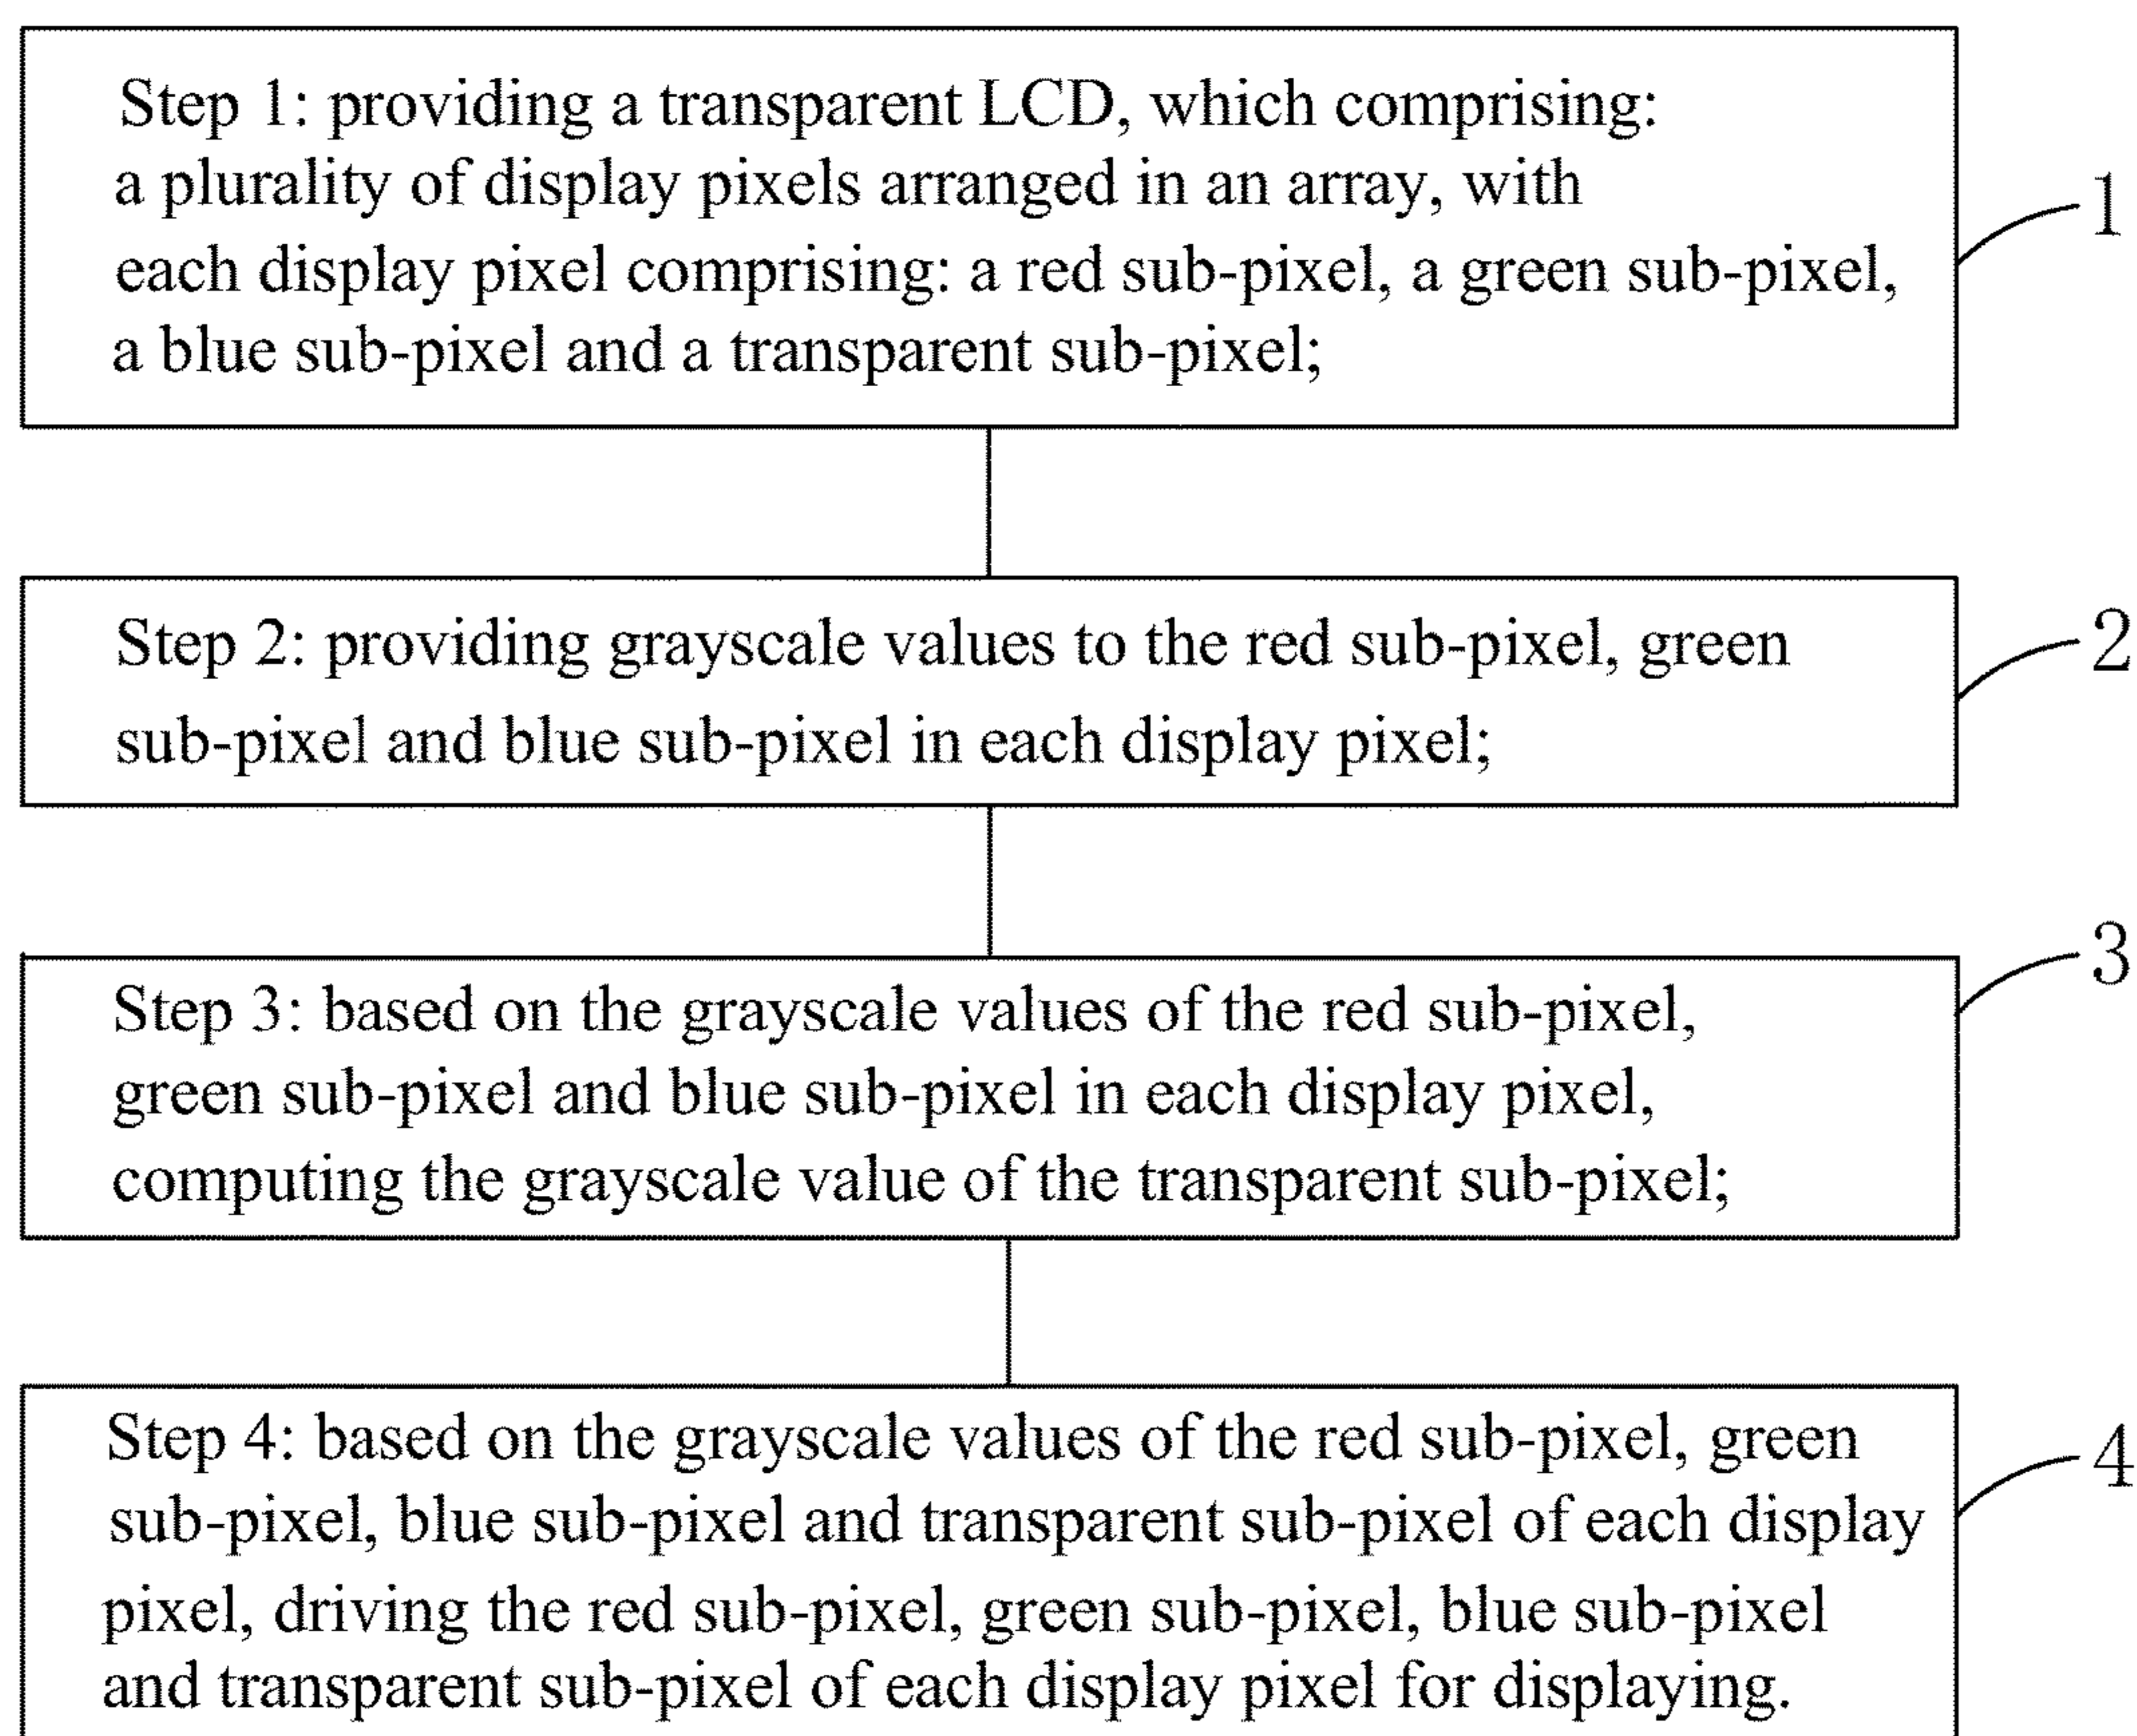 Step 1: providing a transparent LCD, which comprising:
a plurality of display pixels arranged in an array, with
each display pixel comprising: a red sub-pixel, a green sub-pixel,
a blue sub-pixel and a transparent sub-pixel;
1
Step 2: providing grayscale values to the red sub-pixel, green
sub-pixel and blue sub-pixel in each display pixel;
2
Step 3: based on the grayscale values of the red sub-pixel,
green sub-pixel and blue sub-pixel in each display pixel,
computing the grayscale value of the transparent sub-pixel;
3
Step 4: based on the grayscale values of the red sub-pixel, green
sub-pixel, blue sub-pixel and transparent sub-pixel of each display
pixel, driving the red sub-pixel, green sub-pixel, blue sub-pixel
and transparent sub-pixel of each display pixel for displaying.
4